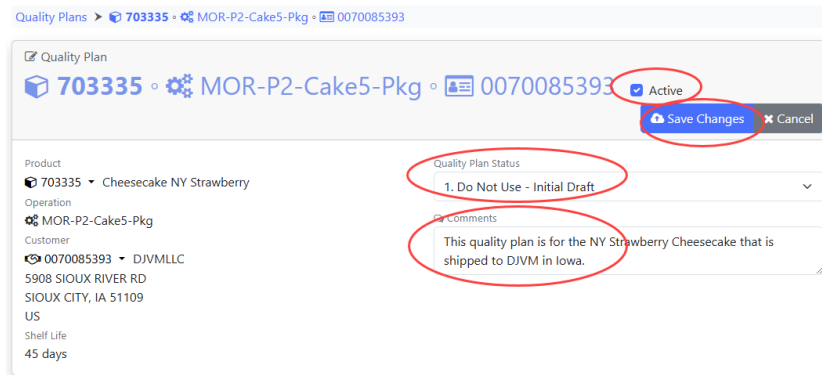 Quality Plans ➤ 703335 • MOR-P2-Cake5-Pkg • 0070085393
Quality Plan
703335 • MOR-P2-Cake5-Pkg • 0070085393 Active
Save Changes Cancel
Product
703335 Cheesecake NY Strawberry
Operation
MOR-P2-Cake5-Pkg
Customer
0070085393 DJVMLLC
5908 SIOUX RIVER RD
SIOUX CITY, IA 51109
US
Shelf Life
45 days
Quality Plan Status
1. Do Not Use - Initial Draft
Comments
This quality plan is for the NY Strawberry Cheesecake that is
shipped to DJVM in Iowa.